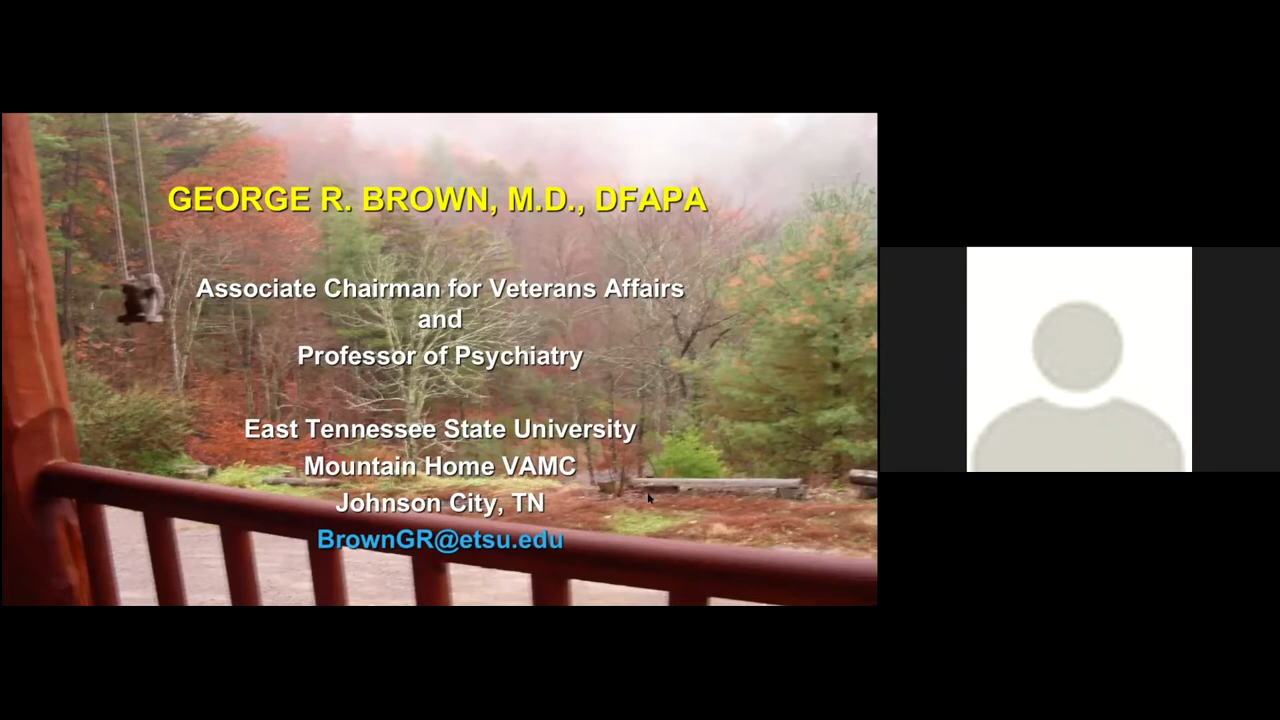 GEORGE R. BROWN, M.D., DFAPA
Associate Chairman for Veterans Affairs
and
Professor of Psychiatry
East Tennessee State University
Mountain Home VAMC
Johnson City, TN
BrownGR@etsu.edu